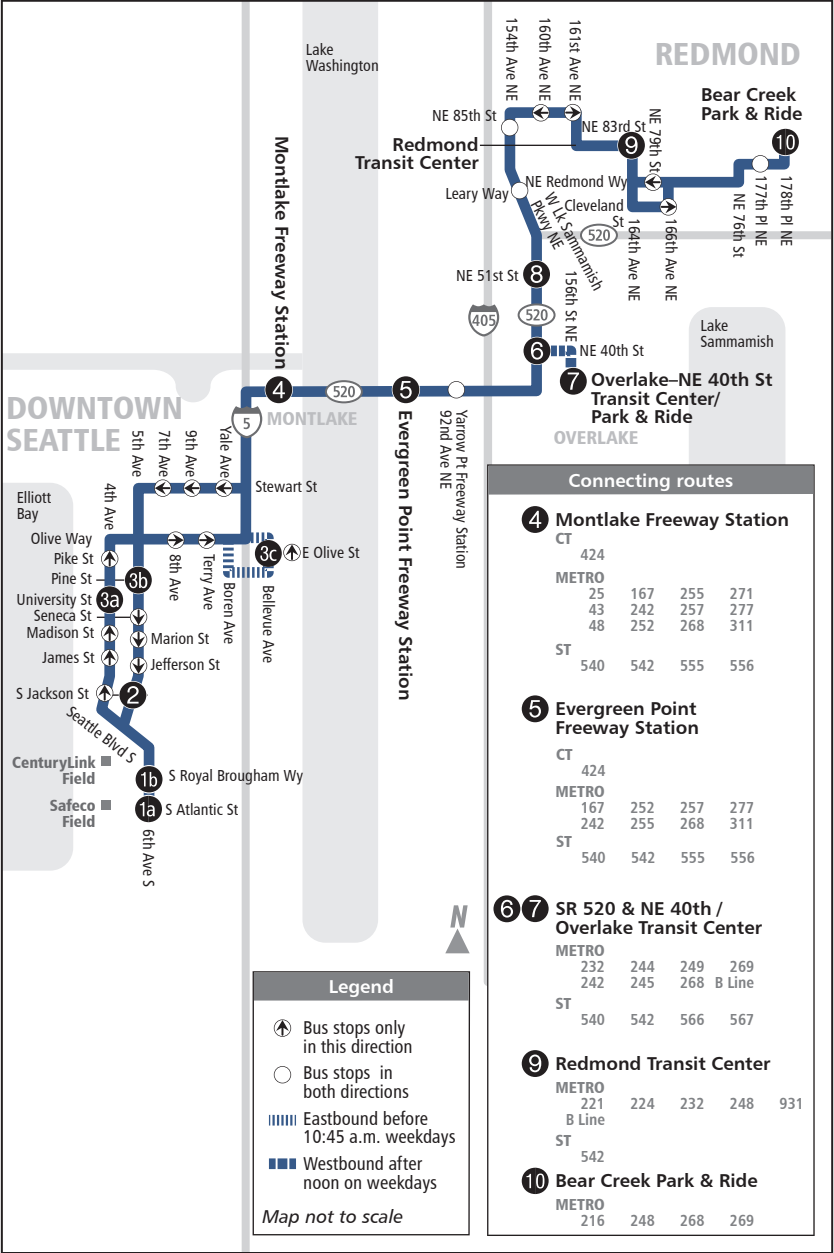 Lake
Washington
REDMOND
154th Ave NE
160th Ave NE
161st Ave NE
Bear Creek
Park & Ride
10
NE 85th St
NE 83rd St
9
NE 79th St
Redmond
Transit Center
NE Redmond Wy
Leary Way
Cleveland
St
W Lk Sammamish
Pkwy NE
520
164th Ave NE
166th Ave NE
NE 76th St
177th Pl NE
178th Pl NE
NE 51st St
8
156th St NE
405
520
Lake
Sammamish
6
NE 40th St
7
Overlake–NE 40th St
Transit Center/
Park & Ride
OVERLAKE
Montlake Freeway Station
4
520
5
DOWNTOWN
SEATTLE
5
MONTLAKE
Evergreen Point Freeway Station
Yarrow Pt Freeway Station
92nd Ave NE
5th Ave
7th Ave
9th Ave
Yale Ave
Stewart St
Elliott
Bay
4th Ave
Olive Way
Pike St
Pine St
3b
8th Ave
Terry Ave
Boren Ave
3c
E Olive St
Bellevue Ave
University St
3a
Seneca St
Madison St
Marion St
James St
Jefferson St
S Jackson St
2
Seattle Blvd S
CenturyLink
Field
1b
S Royal Brougham Wy
Safeco
Field
1a
S Atlantic St
6th Ave S
N
Legend
Bus stops only
in this direction
Bus stops in
both directions
Eastbound before
10:45 a.m. weekdays
Westbound after
noon on weekdays
Map not to scale
Connecting routes
4 Montlake Freeway Station
CT
424
METRO
25 167 255 271
43 242 257 277
48 252 268 311
ST
540 542 555 556
5 Evergreen Point
Freeway Station
CT
424
METRO
167 252 257 277
242 255 268 311
ST
540 542 555 556
6 7 SR 520 & NE 40th /
Overlake Transit Center
METRO
232 244 249 269
242 245 268 B Line
ST
540 542 566 567
9 Redmond Transit Center
METRO
221 224 232 248 931
B Line
ST
542
10 Bear Creek Park & Ride
METRO
216 248 268 269